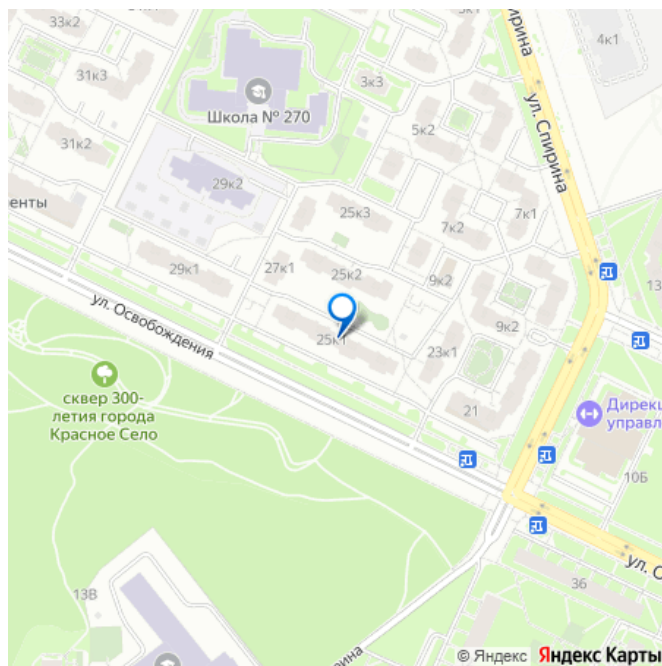 33к2
31к3
31к2
енты
Школа № 270
3к3
5к2
4к1
ул. Спирина
29к2
25к3
7к2
7к1
29к1
27к1
25к2
9к2
9к2
25к1
23к1
21
13
ул. Освобождения
сквер 300-
летия города
Красное Село
Дирекц
управл
10Б
ул. О
36
13В
рина
© Яндекс Яндекс Карты